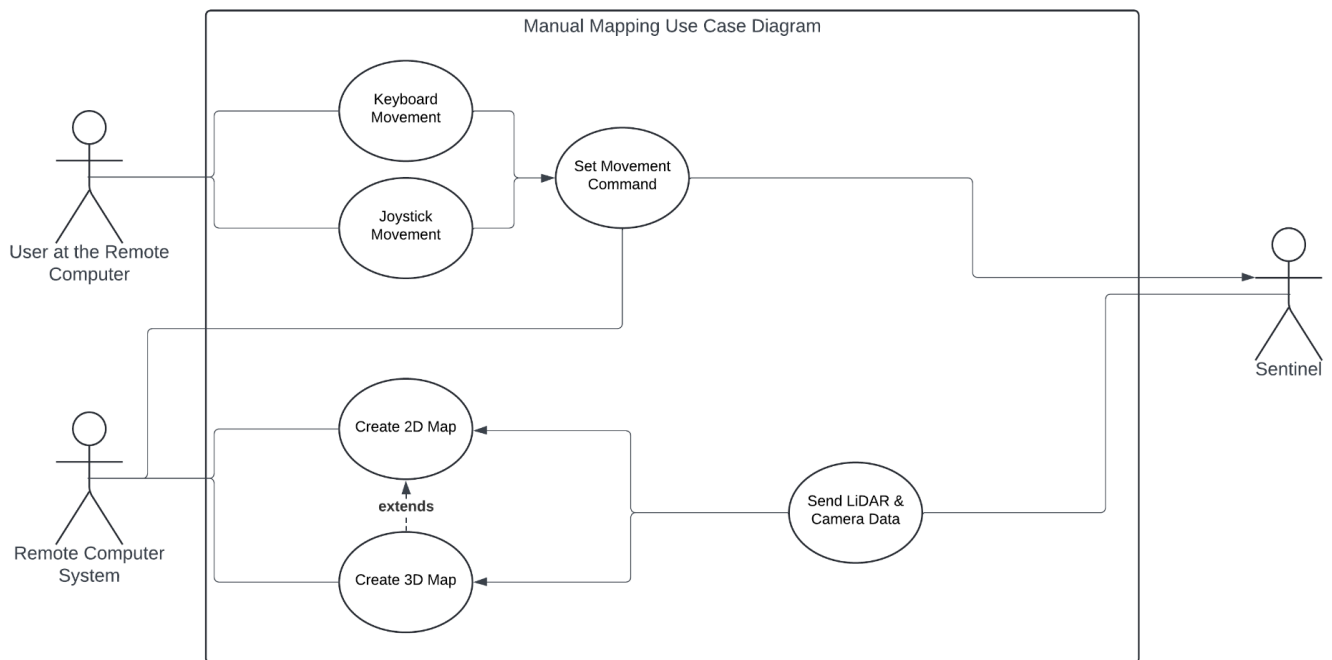 Manual Mapping Use Case Diagram
Keyboard
Movement
Set Movement
Command
Joystick
Movement
User at the Remote
Computer
Sentinel
Create 2D Map
extends
Send LiDAR &
Camera Data
Remote Computer
System
Create 3D Map